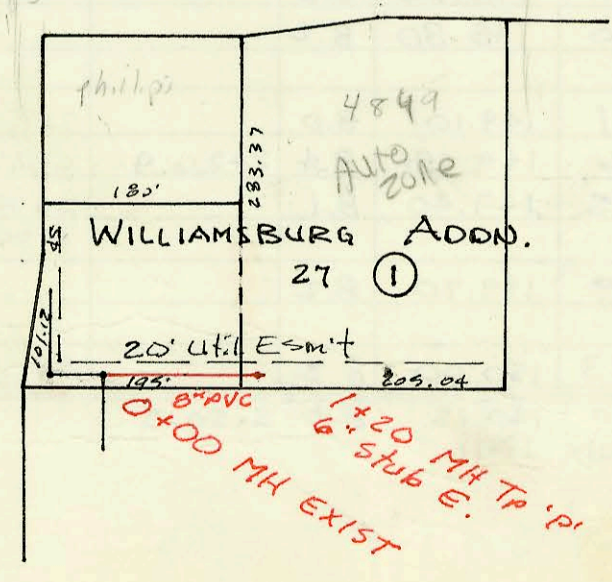 phillips
4849
Auto
Zone
283.37
180'
SS
WILLIAMSBURG ADDN.
27 1
101.12
20' Util Esm't
195' 205.04
8" PVC
0+00 MH EXIST
1+20 MH Tp 'P'
6" Stub E.